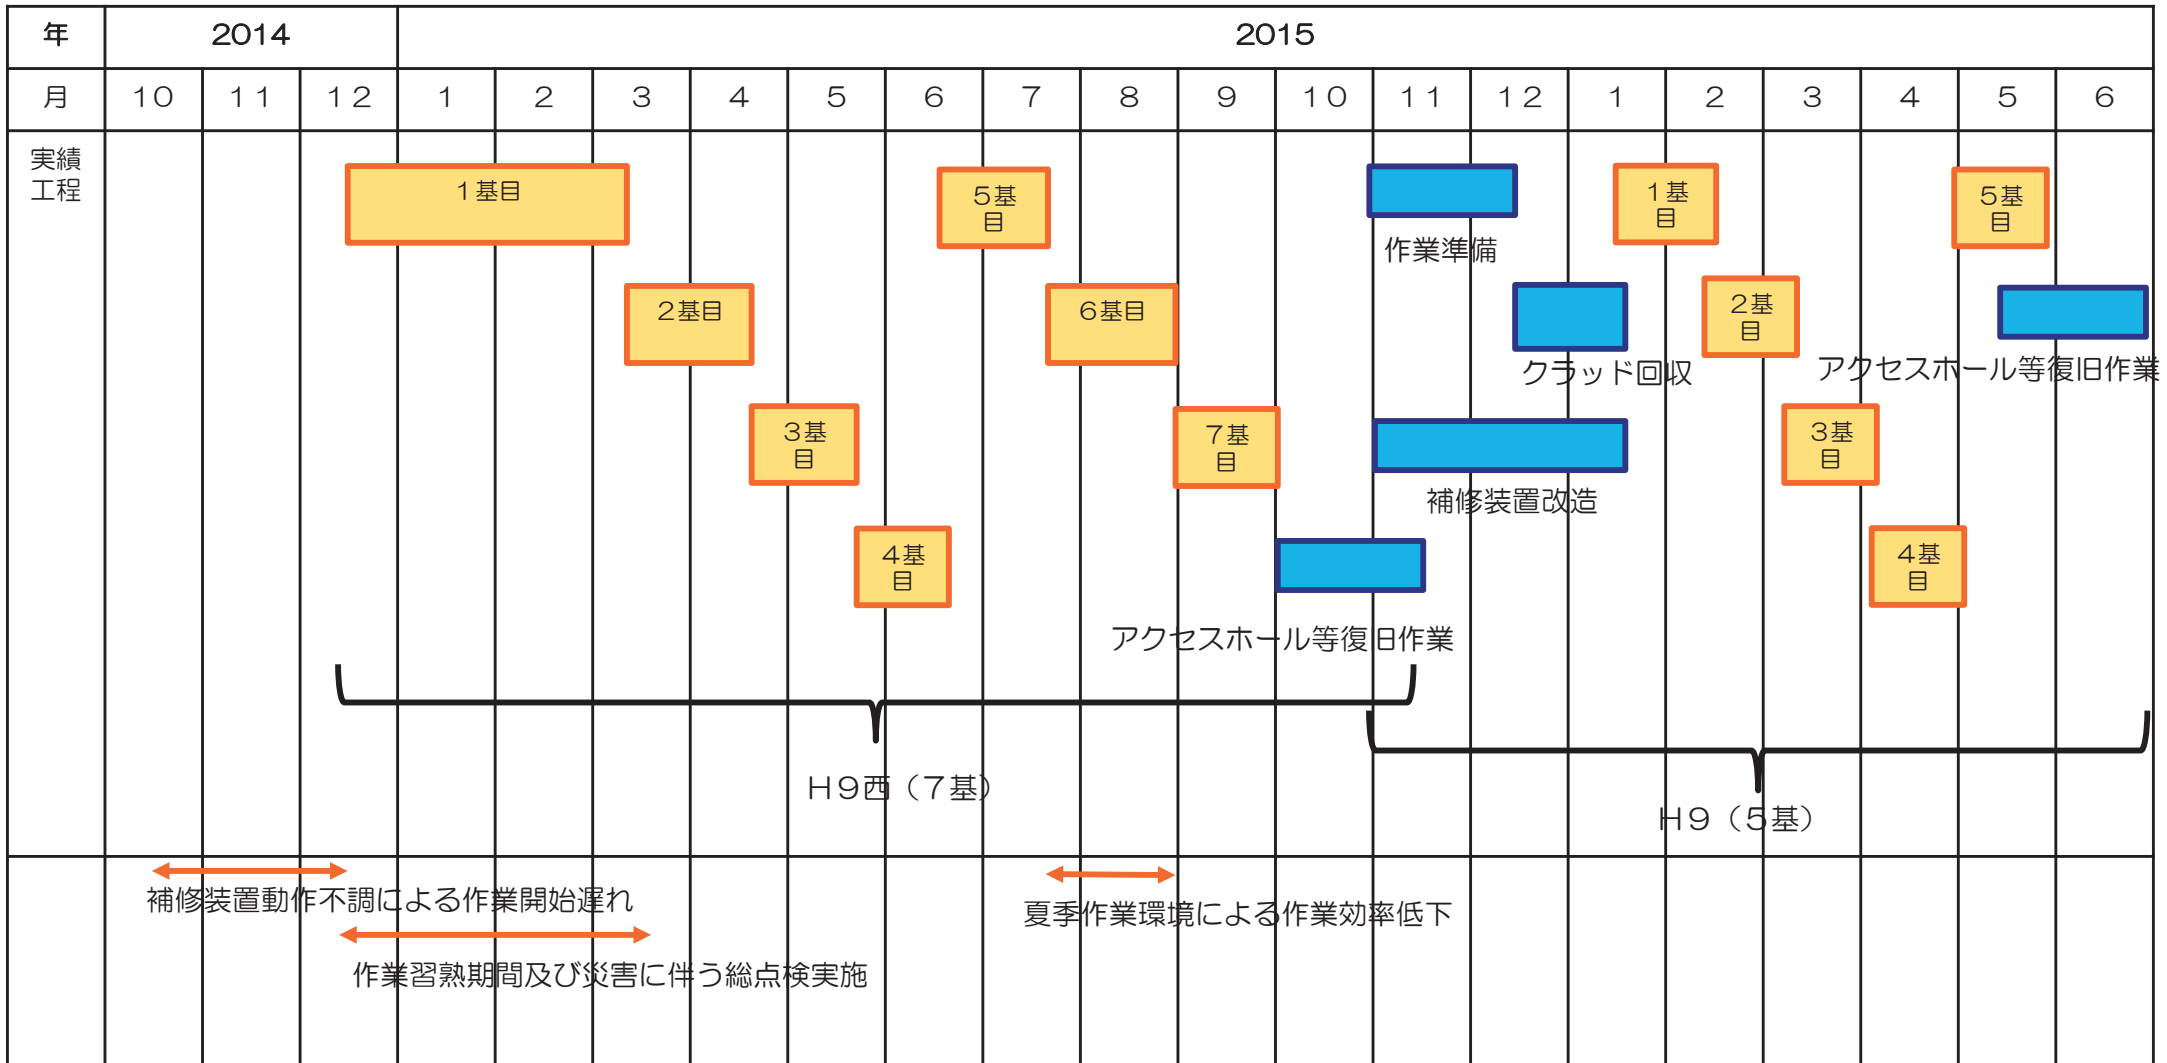 年 2014 2015
月 10 11 12 1 2 3 4 5 6 7 8 9 10 11 12 1 2 3 4 5 6
実績
工程
1基目
5基
目
作業準備
1基
目
5基
目
2基目
6基目
クラッド回収
2基
目
アクセスホール等復旧作業
3基
目
7基
目
補修装置改造
3基
目
4基
目
アクセスホール等復旧作業
4基
目
H9西（7基）
H9（5基）
補修装置動作不調による作業開始遅れ
夏季作業環境による作業効率低下
作業習熟期間及び災害に伴う総点検実施